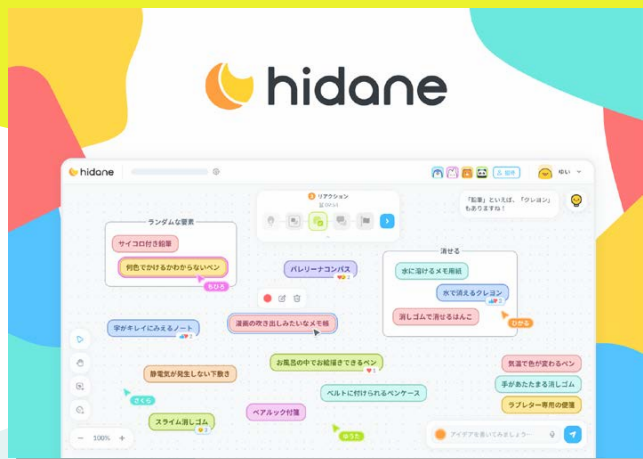 hidane
hidane
ゆい
リアクション
「鉛筆」といえば、「クレヨン」
もありますね！
ランダムな要素
サイコロ付き鉛筆
何色でかけるかわからないペン
ちひろ
バレリーナコンパス
消せる
水に溶けるメモ用紙
水で消えるクレヨン
消しゴムで消せるはんこ
ひかる
字がキレイにみえるノート
漫画の吹き出しみたいなメモ帳
静電気が発生しない下敷き
お風呂の中でお絵描きできるペン
気温で色が変わるペン
手があたたまる消しゴム
ラブレター専用の便箋
さくら
ベルトに付けられるペンケース
ペアルック付箋
スライム消しゴム
ゆうた
100%
アイデアを書いてみましょう…